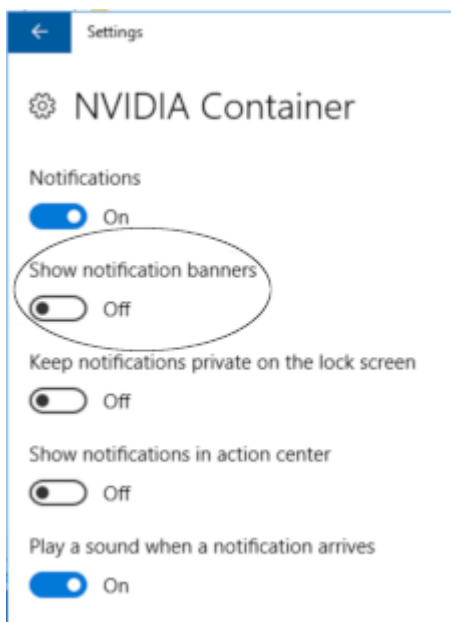 Settings
NVIDIA Container
Notifications
On
Show notification banners
Off
Keep notifications private on the lock screen
Off
Show notifications in action center
Off
Play a sound when a notification arrives
On